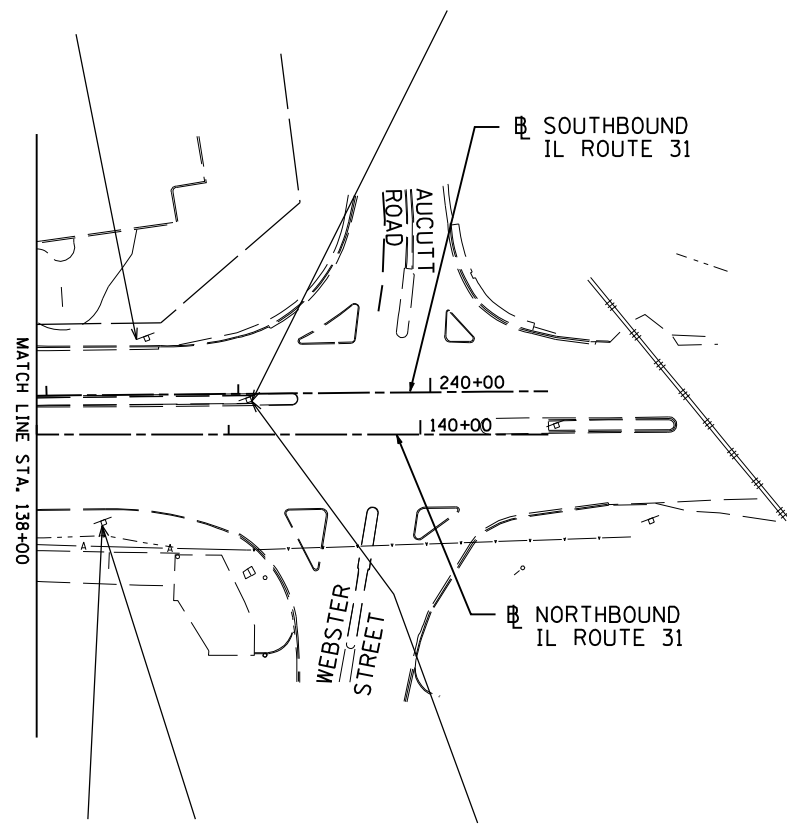 ℄ SOUTHBOUND
IL ROUTE 31
AUCUTT
ROAD
MATCH LINE STA. 138+00
240+00
140+00
A
A
WEBSTER
STREET
℄ NORTHBOUND
IL ROUTE 31